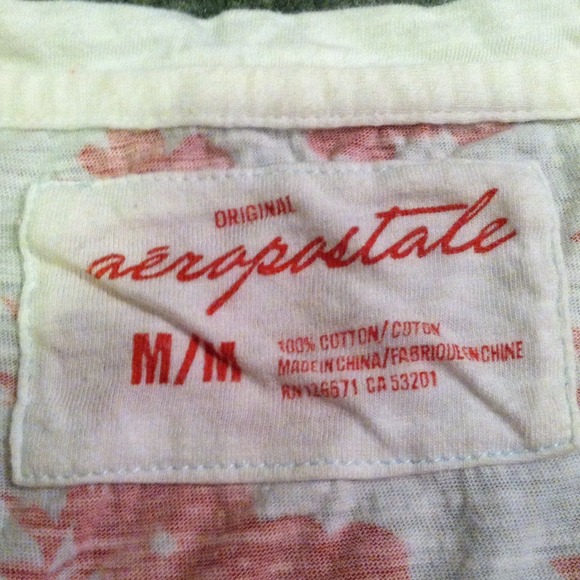 ORIGINAL
aéropostale
M/M
100% COTTON/COTON
MADE IN CHINA/FABRIQUE EN CHINE
RN 126671 CA 53201